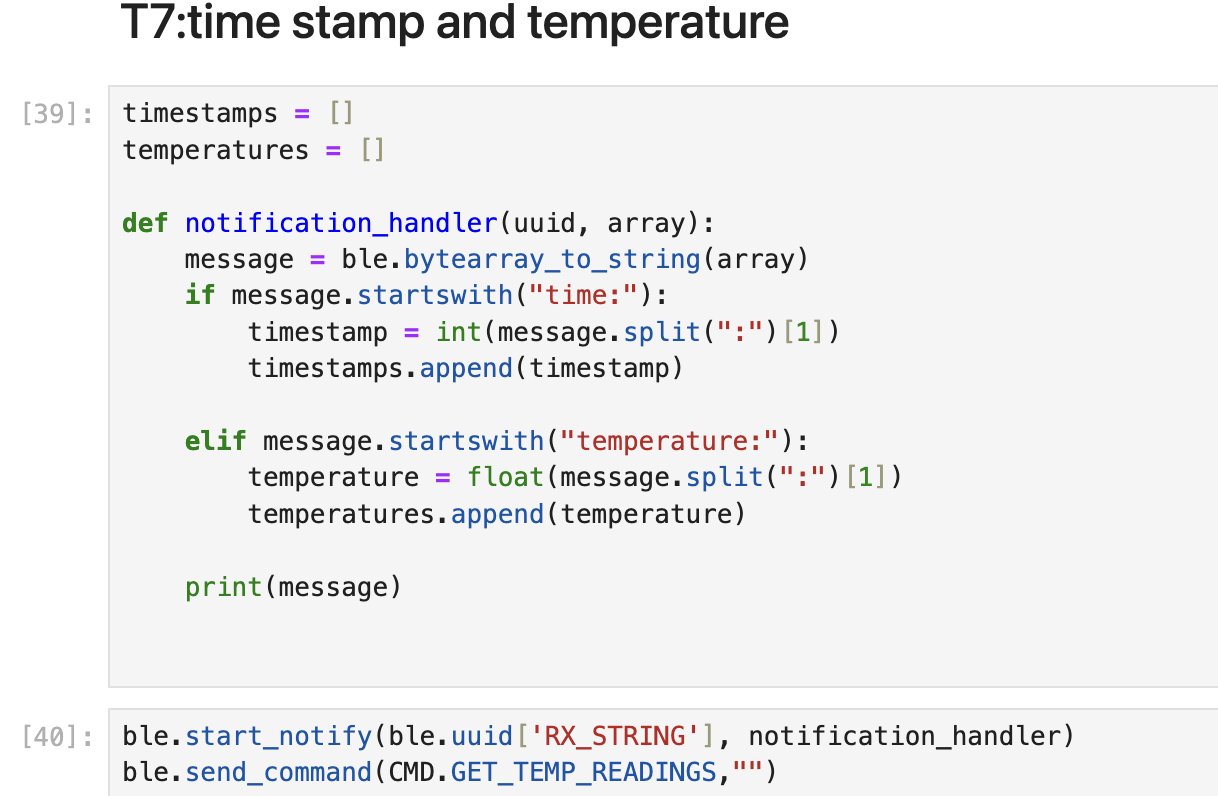 T7:time stamp and temperature
[39]:
timestamps = []
temperatures = []
def notification_handler(uuid, array):
    message = ble.bytearray_to_string(array)
    if message.startswith("time:"):
        timestamp = int(message.split(":")[1])
        timestamps.append(timestamp)
    elif message.startswith("temperature:"):
        temperature = float(message.split(":")[1])
        temperatures.append(temperature)
    print(message)
[40]:
ble.start_notify(ble.uuid['RX_STRING'], notification_handler)
ble.send_command(CMD.GET_TEMP_READINGS,"")